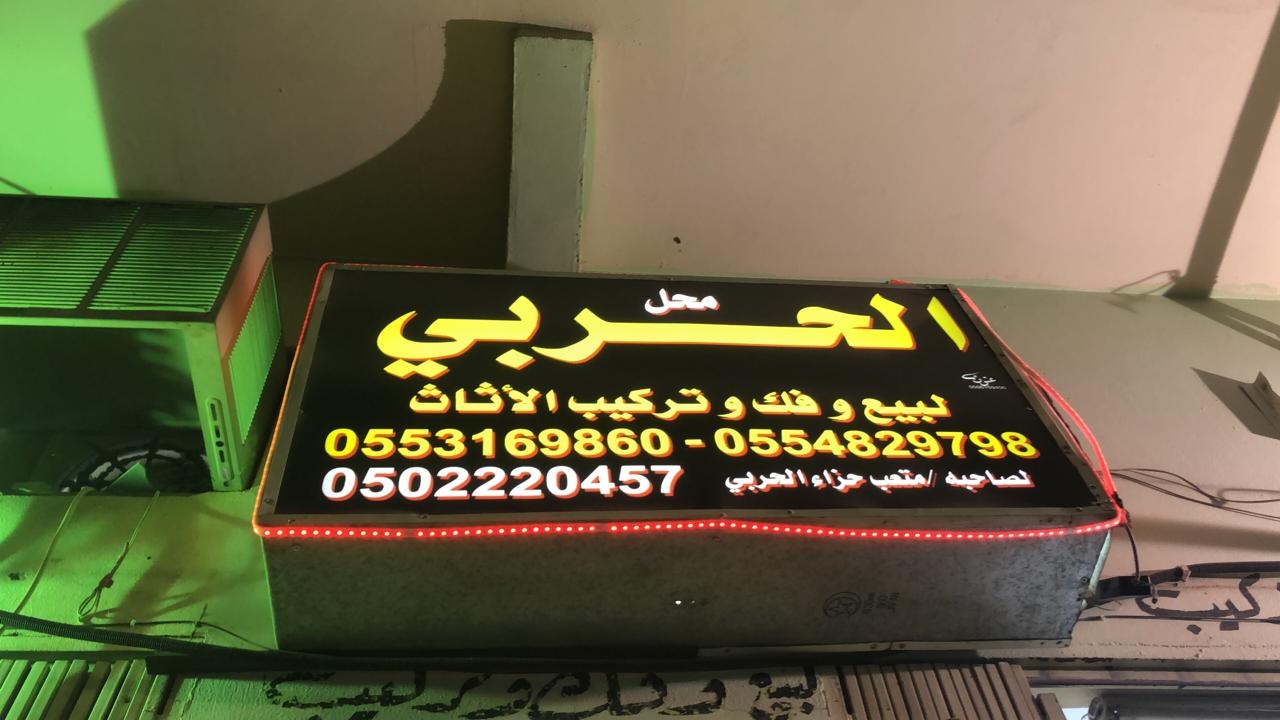 محل
الحربي
لبيع و فك و تركيب الأثاث
0553169860 - 0554829798
لصاحبه / متعب حزاء الحربي 0502220457